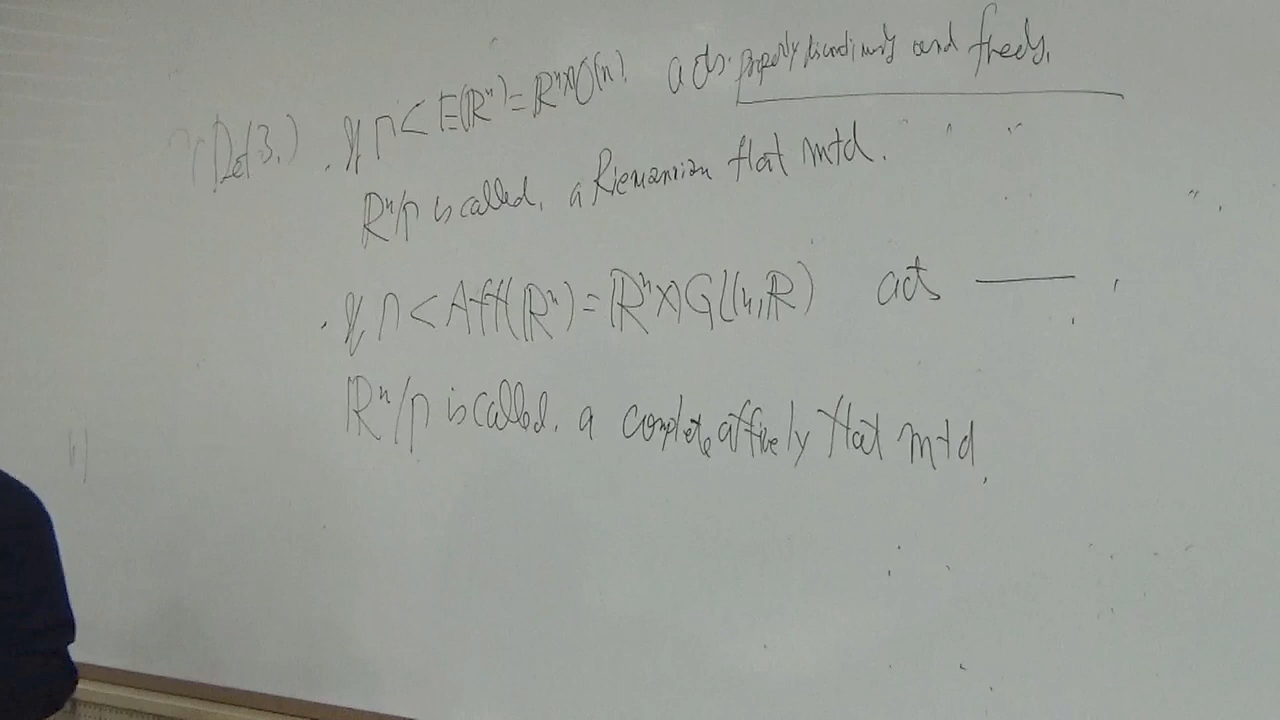 (Def 3.) . If Γ < E(ℝⁿ) = ℝⁿ⋊O(n) acts properly discontinuously and freely.
ℝⁿ/Γ is called. a Riemannian flat mfd.
. If Γ < Aff(ℝⁿ) = ℝⁿ⋊GL(n,ℝ) acts ——— .
ℝⁿ/Γ is called. a complete affinely flat mfd.